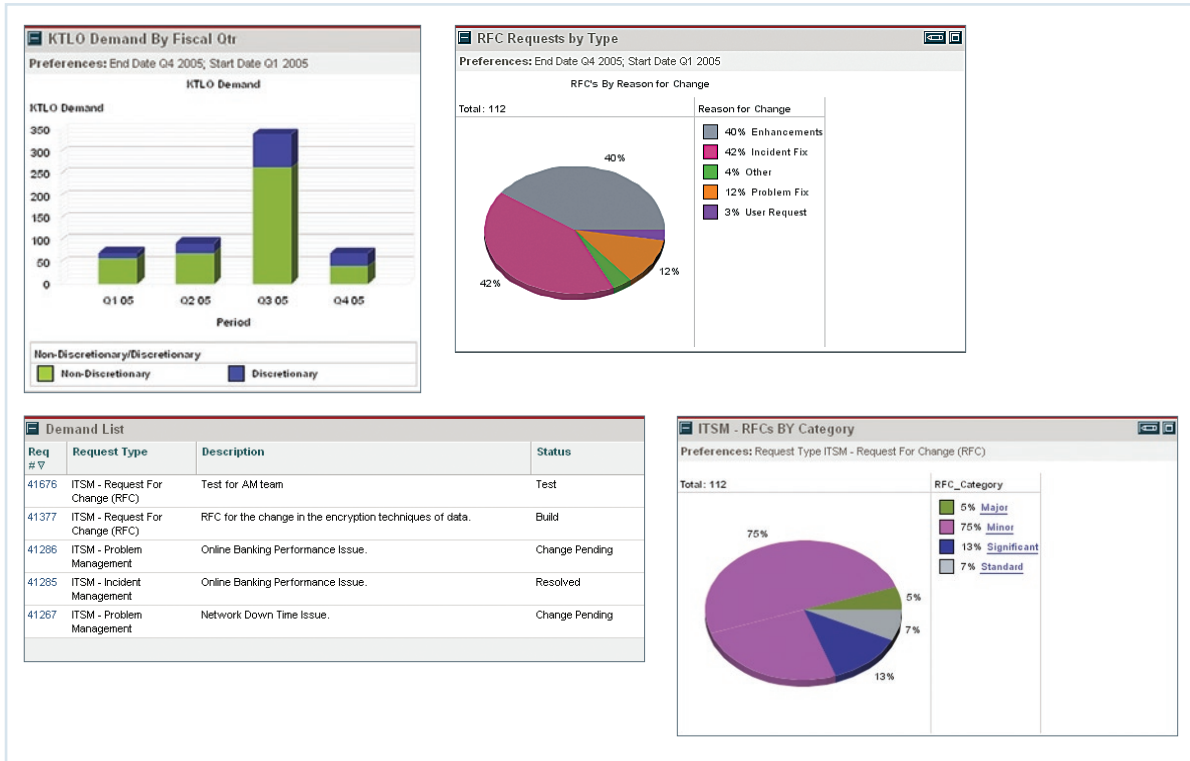 KTLO Demand By Fiscal Qtr
Preferences: End Date Q4 2005; Start Date Q1 2005
KTLO Demand
KTLO Demand
350
300
250
200
150
100
50
0
Q1 05 Q2 05 Q3 05 Q4 05
Period
Non-Discretionary/Discretionary
Non-Discretionary Discretionary
RFC Requests by Type
Preferences: End Date Q4 2005; Start Date Q1 2005
RFC's By Reason for Change
Total: 112
Reason for Change
40%
42%
12%
40% Enhancements
42% Incident Fix
4% Other
12% Problem Fix
3% User Request
Demand List
Req # Request Type Description Status
41676 ITSM - Request For Test for AM team Test
Change (RFC)
41377 ITSM - Request For RFC for the change in the encryption techniques of data. Build
Change (RFC)
41286 ITSM - Problem Online Banking Performance Issue. Change Pending
Management
41285 ITSM - Incident Online Banking Performance Issue. Resolved
Management
41267 ITSM - Problem Network Down Time Issue. Change Pending
Management
ITSM - RFCs BY Category
Preferences: Request Type ITSM - Request For Change (RFC)
Total: 112
RFC_Category
75%
5%
7%
13%
5% Major
75% Minor
13% Significant
7% Standard